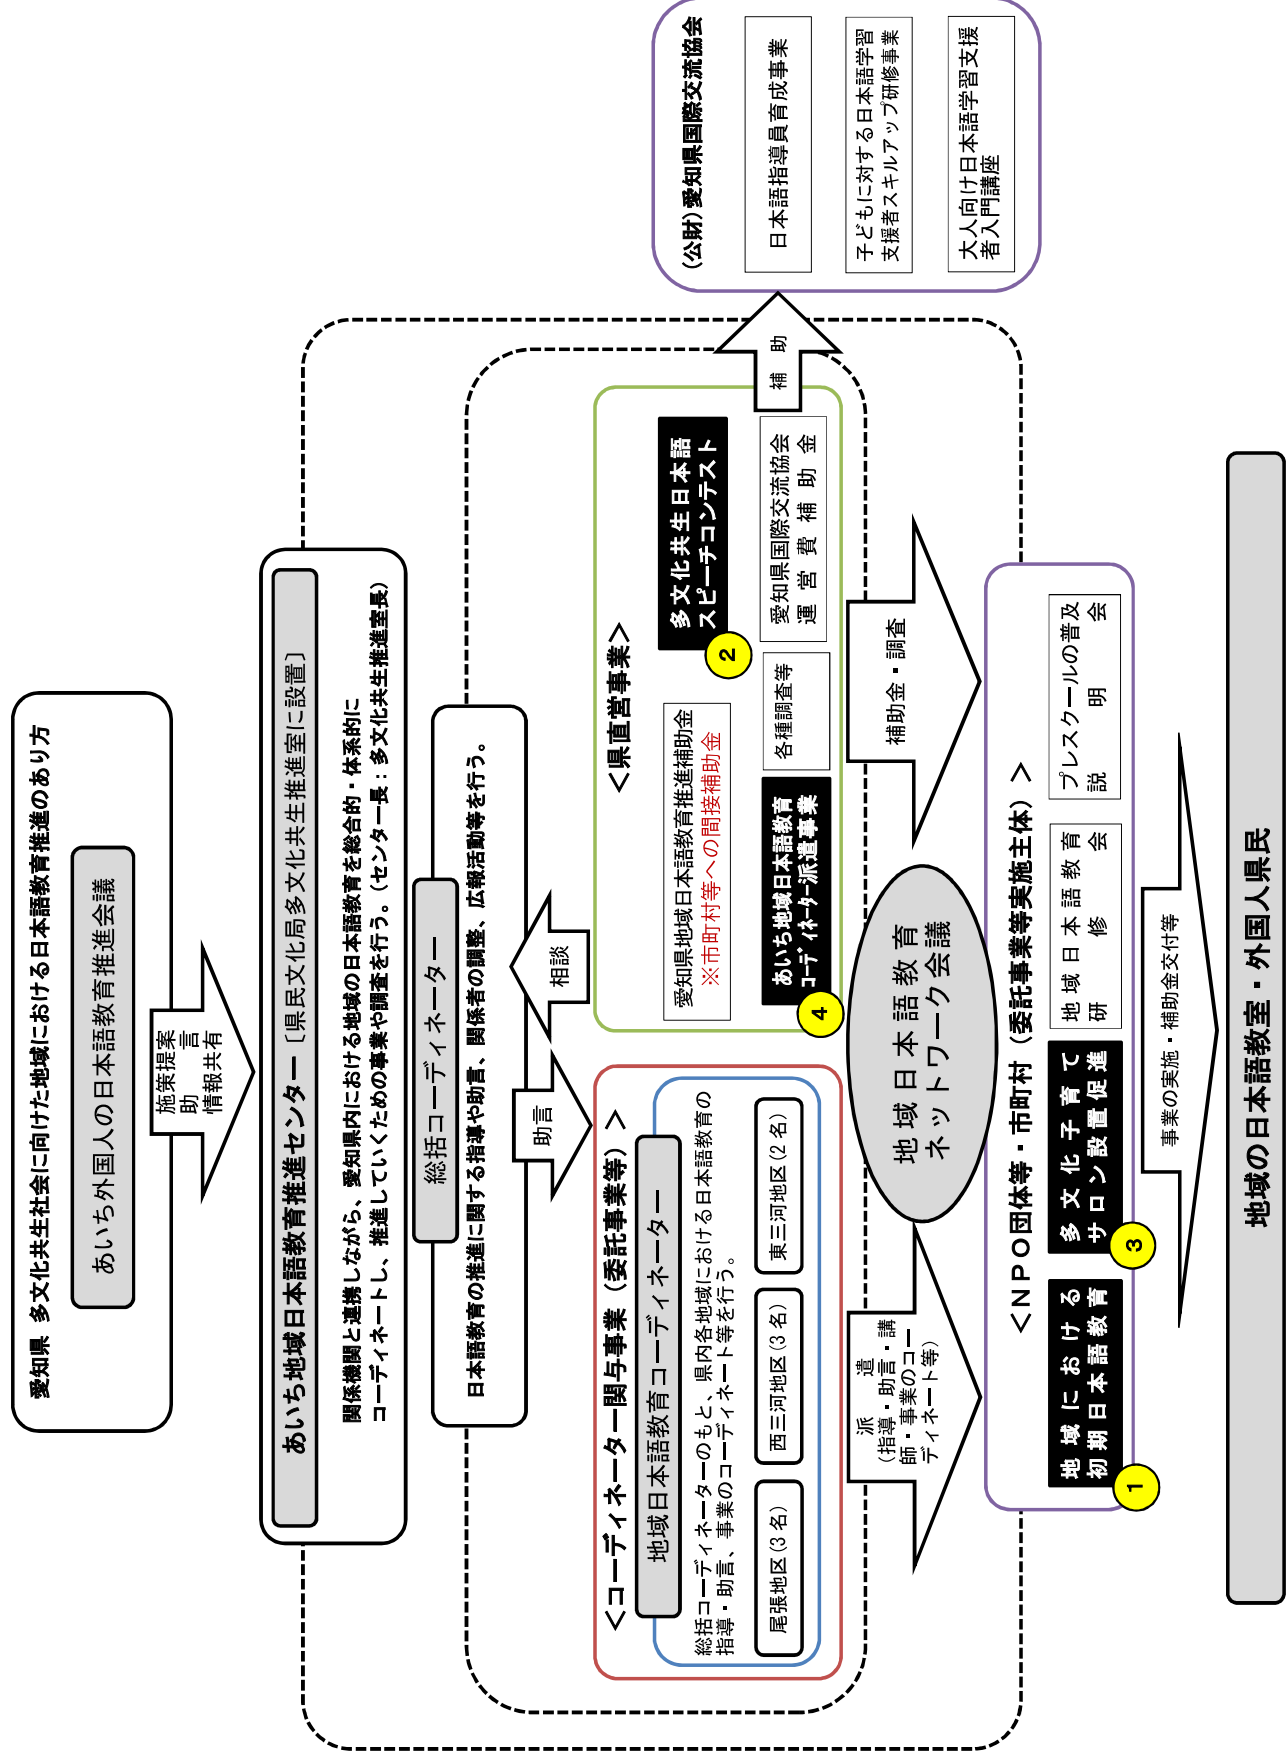 愛知県 多文化共生社会に向けた地域における日本語教育推進のあり方
あいち外国人の日本語教育推進会議
施策提案
助言
情報共有
あいち地域日本語教育推進センター〔県民文化局多文化共生推進室に設置〕
関係機関と連携しながら、愛知県内における地域の日本語教育を総合的・体系的に
コーディネートし、推進していくための事業や調査を行う。(センター長：多文化共生推進室長)
総括コーディネーター
日本語教育の推進に関する指導や助言、関係者の調整、広報活動等を行う。
助言
相談
＜コーディネーター関与事業（委託事業等）＞
地域日本語教育コーディネーター
総括コーディネーターのもと、県内各地域における日本語教育の
指導・助言、事業のコーディネート等を行う。
尾張地区(3 名)
西三河地区(3 名)
東三河地区(2 名)
＜県直営事業＞
愛知県地域日本語教育推進補助金
※市町村等への間接補助金
多文化共生日本語
スピーチコンテスト
2
あいち地域日本語教育
コーディネーター派遣事業
4
各種調査等
愛知県国際交流協会
運営費補助金
補助
(公財)愛知県国際交流協会
日本語指導員育成事業
子どもに対する日本語学習
支援者スキルアップ研修事業
大人向け日本語学習支援
者入門講座
派遣
(指導・助言・講
師・事業のコー
ディネート等)
地域日本語教育
ネットワーク会議
補助金・調査
＜ＮＰＯ団体等・市町村（委託事業等実施主体）＞
地域における
初期日本語教育
1
多文化子育て
サロン設置促進
3
地域日本語教育
研修会
プレスクールの普及
説明会
事業の実施・補助金交付等
地域の日本語教室・外国人県民